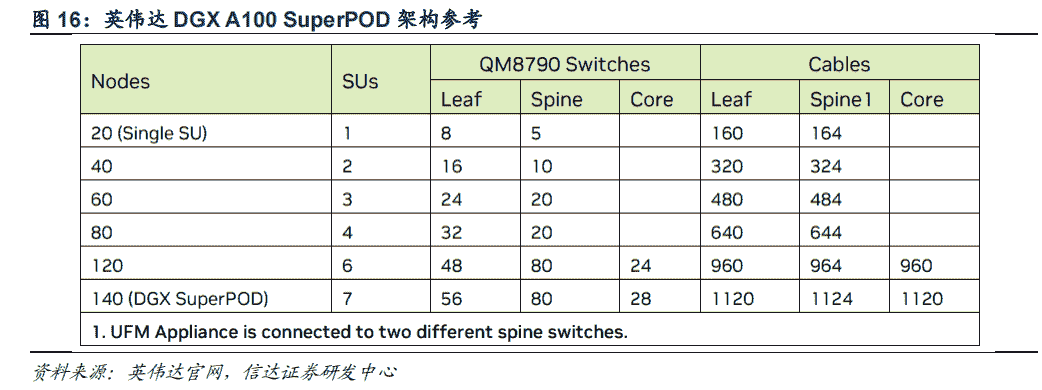 图 16：英伟达 DGX A100 SuperPOD 架构参考
Nodes SUs QM8790 Switches Cables
Leaf Spine Core Leaf Spine1 Core
20 (Single SU) 1 8 5 160 164
40 2 16 10 320 324
60 3 24 20 480 484
80 4 32 20 640 644
120 6 48 80 24 960 964 960
140 (DGX SuperPOD) 7 56 80 28 1120 1124 1120
1. UFM Appliance is connected to two different spine switches.
资料来源：英伟达官网，信达证券研发中心